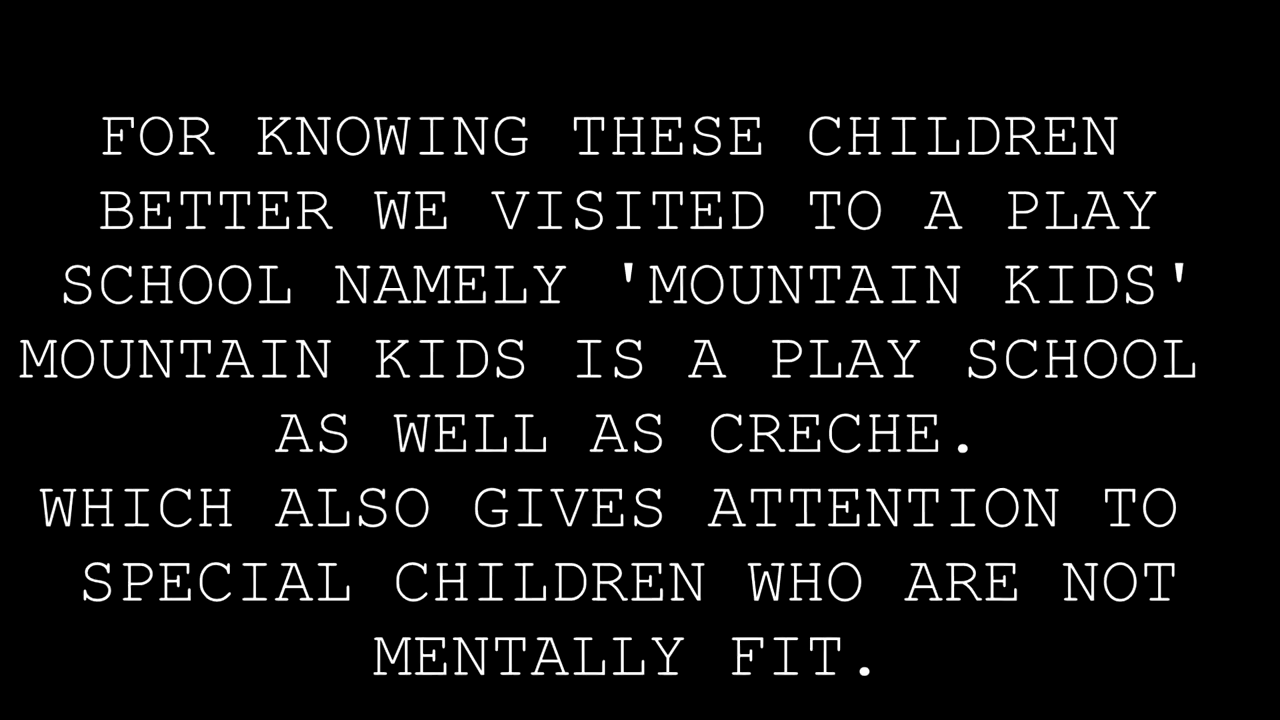 FOR KNOWING THESE CHILDREN
BETTER WE VISITED TO A PLAY
SCHOOL NAMELY 'MOUNTAIN KIDS'
MOUNTAIN KIDS IS A PLAY SCHOOL
AS WELL AS CRECHE.
WHICH ALSO GIVES ATTENTION TO
SPECIAL CHILDREN WHO ARE NOT
MENTALLY FIT.